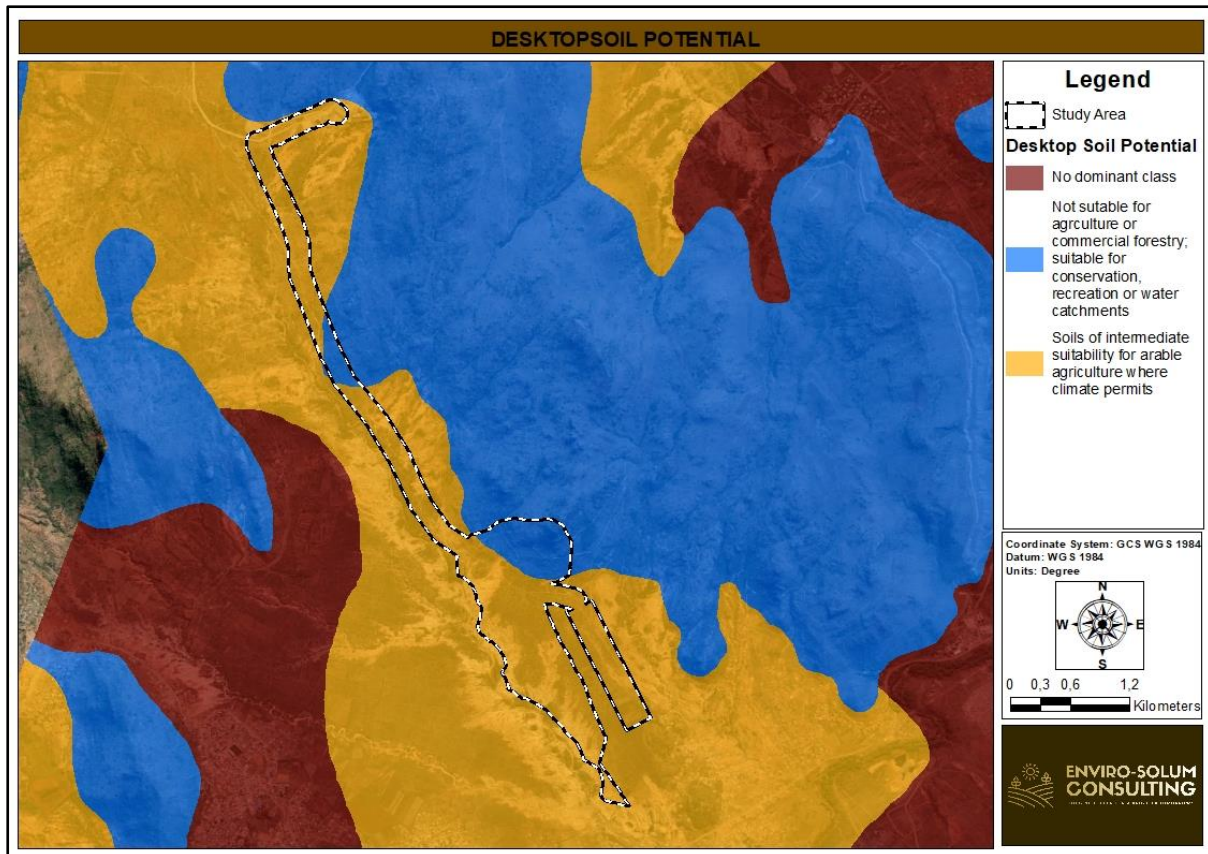 DESKTOPSOIL POTENTIAL
Legend
Study Area
Desktop Soil Potential
No dominant class
Not sutable for
agrculture or
commercial forestry;
suitable for
conservation,
recreation or water
catchments
Soils of intermediate
suitability for arable
agriculture where
climate permits
Coordinate System: GCS WGS 1984
Datum: WGS 1984
Units: Degree
N
W
E
S
0 0,3 0,6 1,2
Kilometers
ENVIRO-SOLUM
CONSULTING